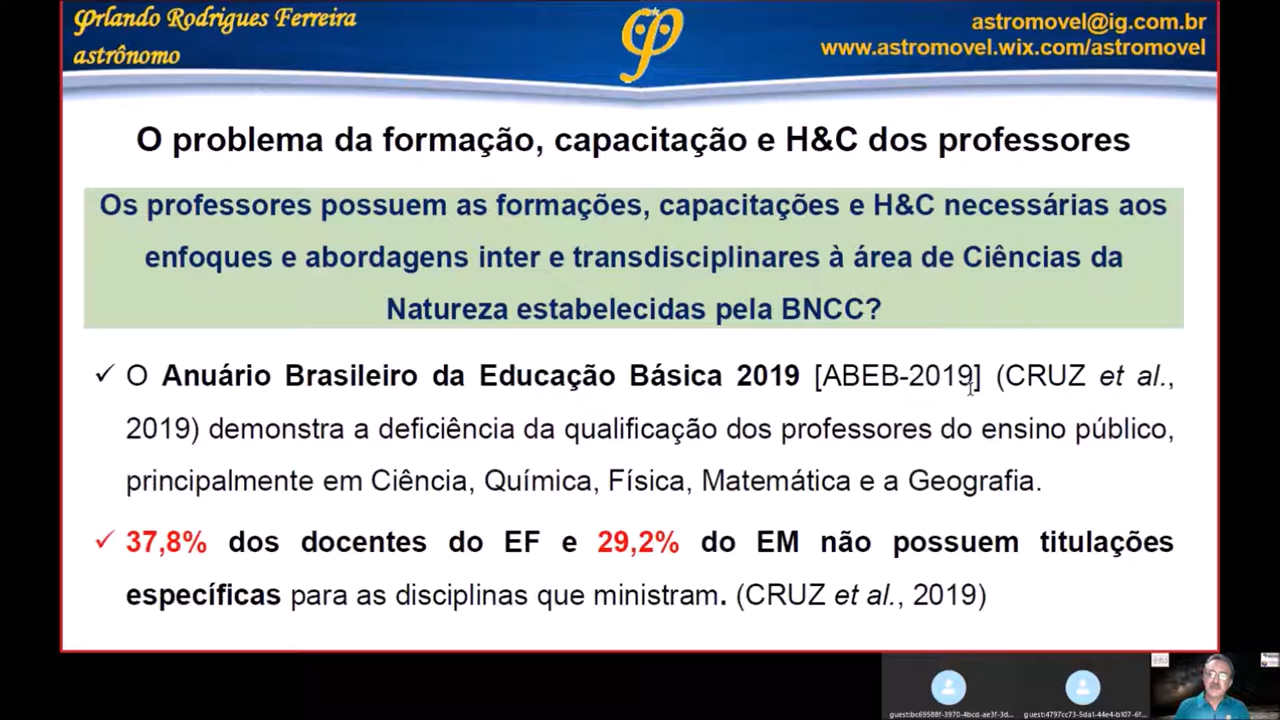 Orlando Rodrigues Ferreira
astrônomo
astromovel@ig.com.br
www.astromovel.wix.com/astromovel
O problema da formação, capacitação e H&C dos professores
Os professores possuem as formações, capacitações e H&C necessárias aos
enfoques e abordagens inter e transdisciplinares à área de Ciências da
Natureza estabelecidas pela BNCC?
✓ O Anuário Brasileiro da Educação Básica 2019 [ABEB-2019] (CRUZ et al.,
2019) demonstra a deficiência da qualificação dos professores do ensino público,
principalmente em Ciência, Química, Física, Matemática e a Geografia.
✓ 37,8% dos docentes do EF e 29,2% do EM não possuem titulações
específicas para as disciplinas que ministram. (CRUZ et al., 2019)